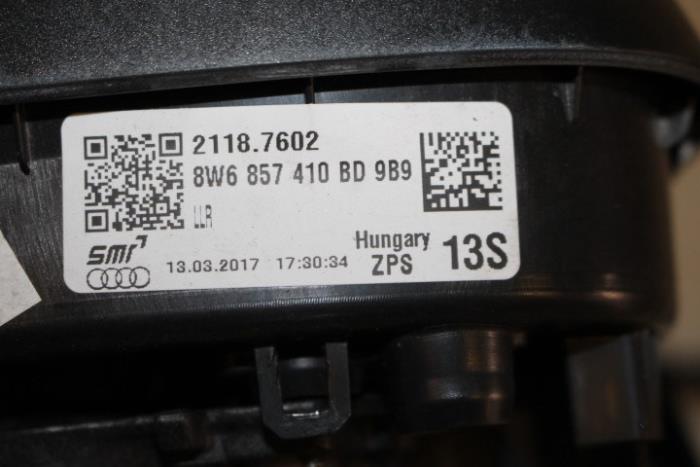 2118.7602
8W6 857 410 BD 9B9
LLR
smr
13.03.2017 17:30:34
Hungary
ZPS
13S